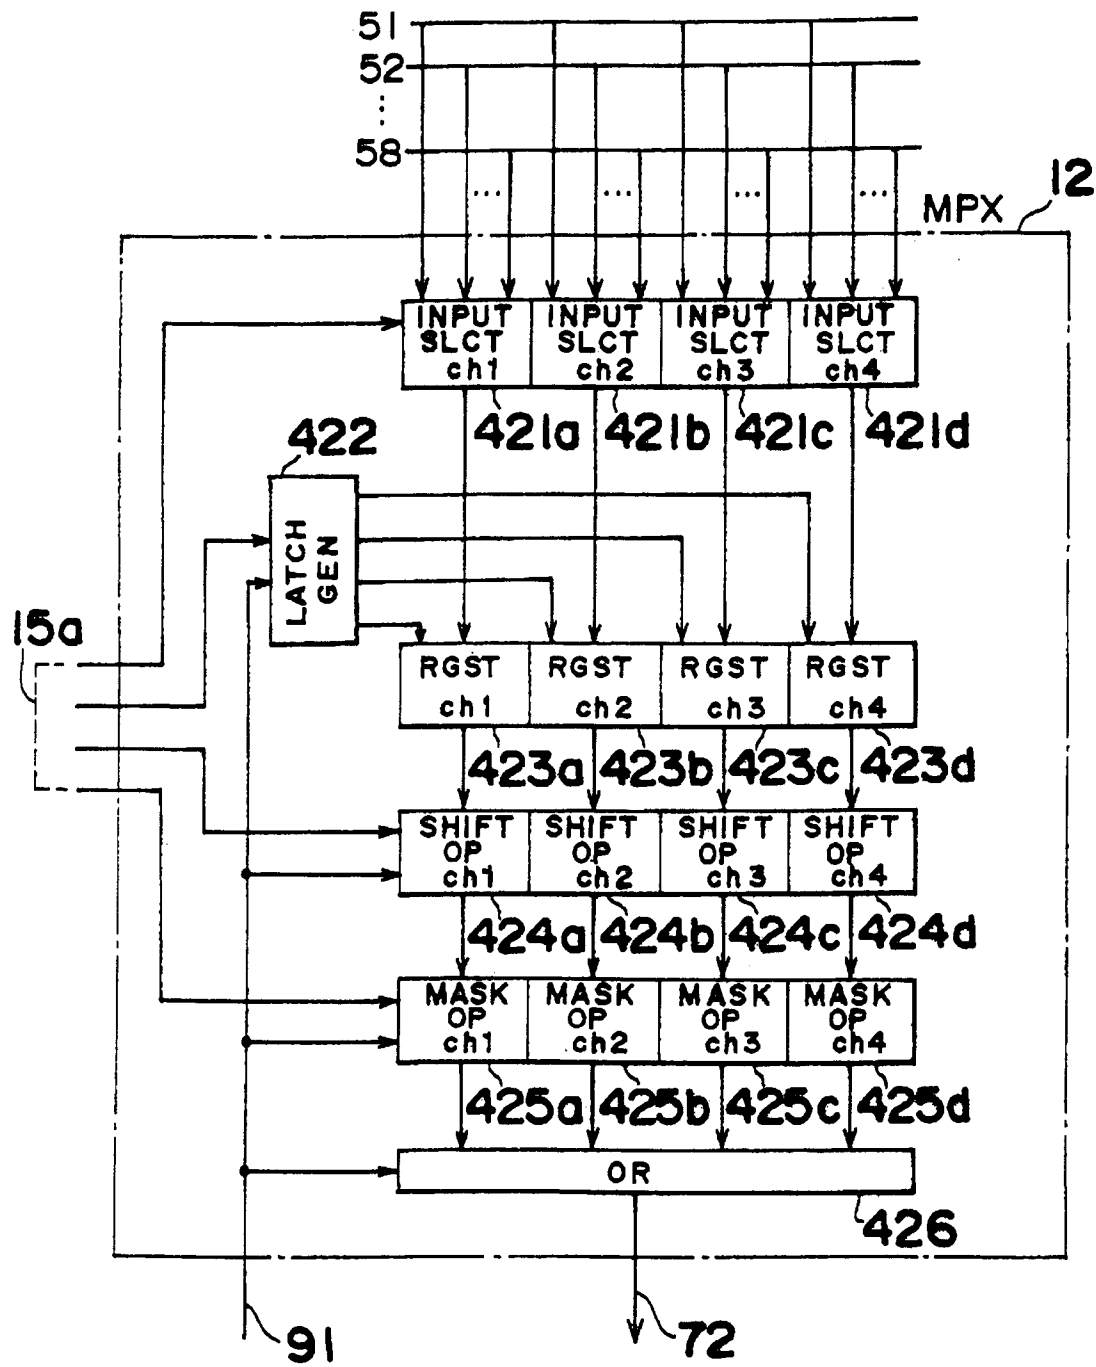 51
52
⋮
58
... ... ... ...
MPX
12
INPUT SLCT ch1
INPUT SLCT ch2
INPUT SLCT ch3
INPUT SLCT ch4
421a
421b
421c
421d
422
LATCH GEN
15a
RGST ch1
RGST ch2
RGST ch3
RGST ch4
423a
423b
423c
423d
SHIFT OP ch1
SHIFT OP ch2
SHIFT OP ch3
SHIFT OP ch4
424a
424b
424c
424d
MASK OP ch1
MASK OP ch2
MASK OP ch3
MASK OP ch4
425a
425b
425c
425d
OR
426
91
72